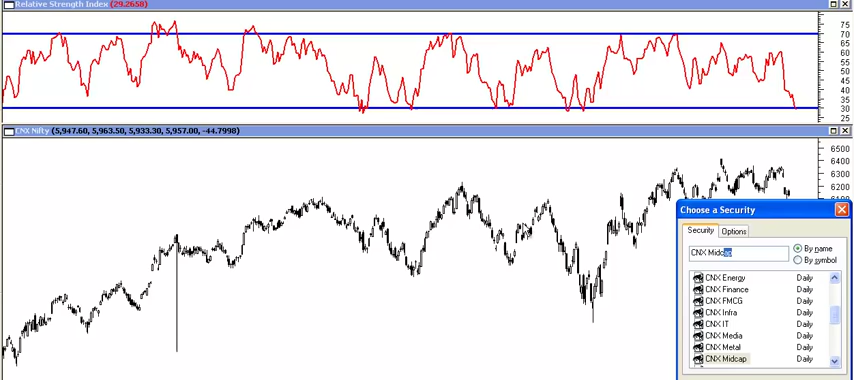 Relative Strength Index (29.2658)
75
70
65
60
55
50
45
40
35
30
25
CNX Nifty (5,947.60, 5,963.50, 5,933.30, 5,957.00, -44.7998)
6500
6400
6300
6200
Choose a Security
Security Options
CNX Midcap
By name
By symbol
CNX Energy Daily
CNX Finance Daily
CNX FMCG Daily
CNX Infra Daily
CNX IT Daily
CNX Media Daily
CNX Metal Daily
CNX Midcap Daily